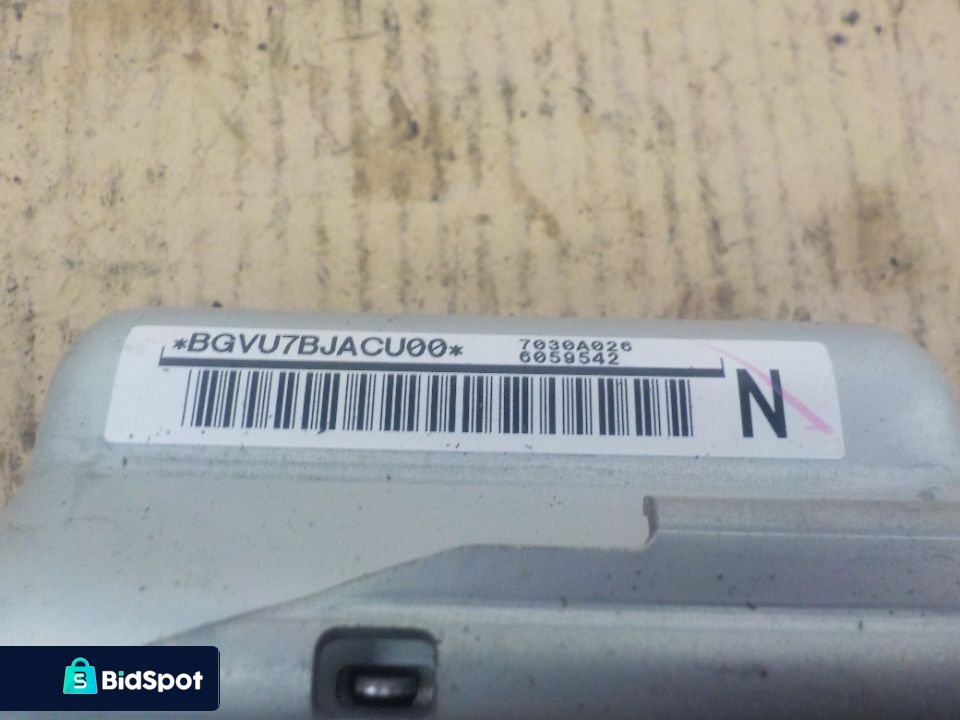 *BGVU7BJACU00*
7030A026
6059542
N
BidSpot